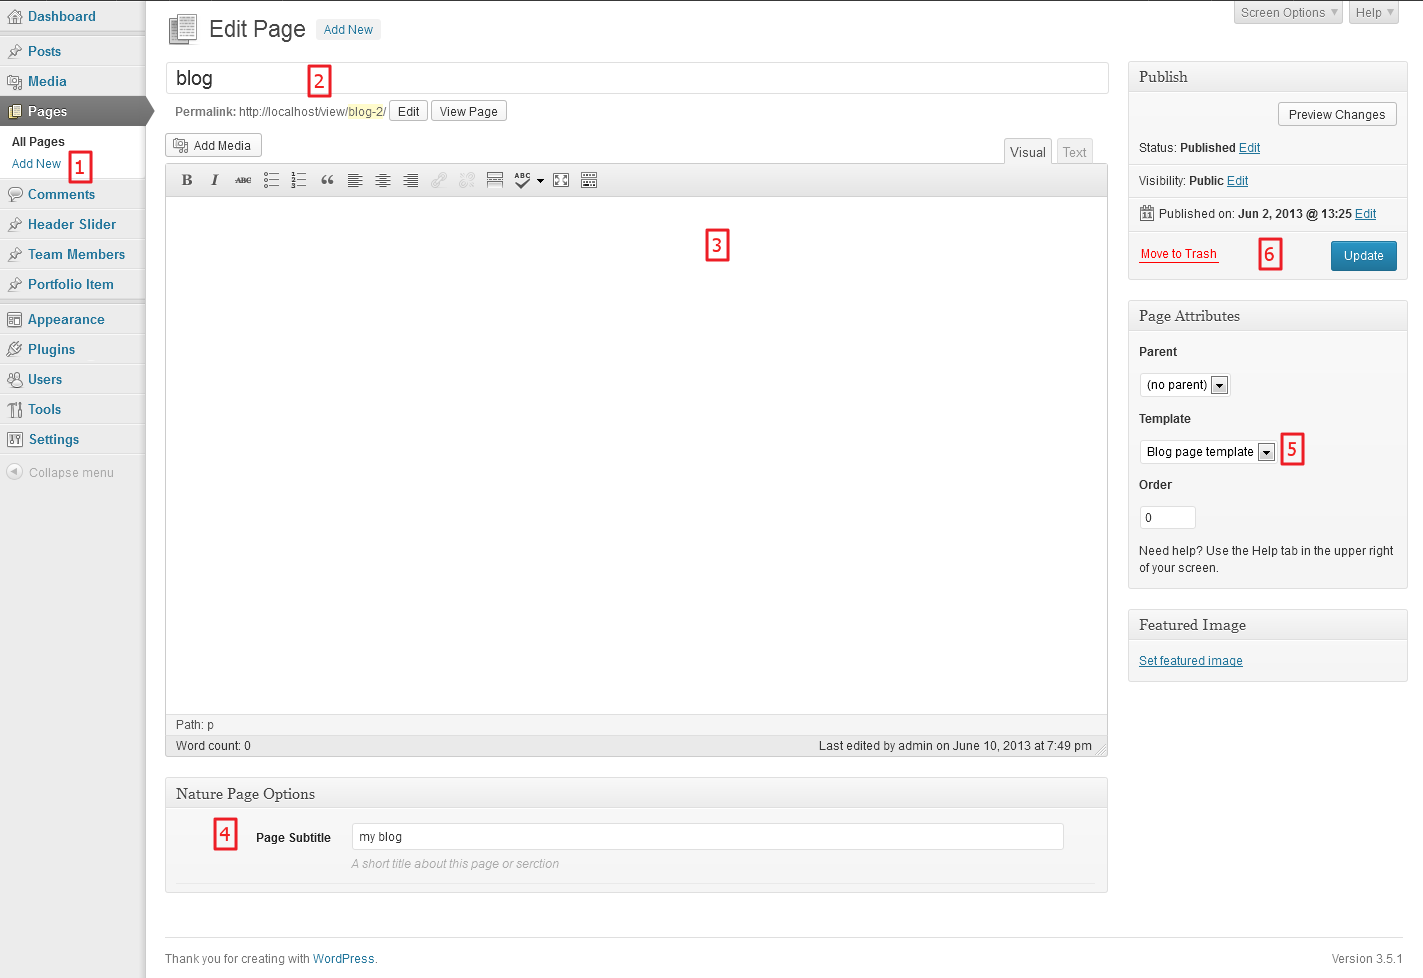 Dashboard
Posts
Media
Pages
All Pages
Add New
1
Comments
Header Slider
Team Members
Portfolio Item
Appearance
Plugins
Users
Tools
Settings
Collapse menu
Screen Options
Help
Edit Page
Add New
blog
2
Permalink: http://localhost/view/blog-2/ Edit View Page
Add Media
Visual
Text
B I ABC 1 2 3 “ ABC
3
Path: p
Word count: 0
Last edited by admin on June 10, 2013 at 7:49 pm
Nature Page Options
4
Page Subtitle
my blog
A short title about this page or serction
Publish
Preview Changes
Status: Published Edit
Visibility: Public Edit
11 Published on: Jun 2, 2013 @ 13:25 Edit
Move to Trash
6
Update
Page Attributes
Parent
(no parent)
Template
Blog page template
5
Order
0
Need help? Use the Help tab in the upper right
of your screen.
Featured Image
Set featured image
Thank you for creating with WordPress.
Version 3.5.1